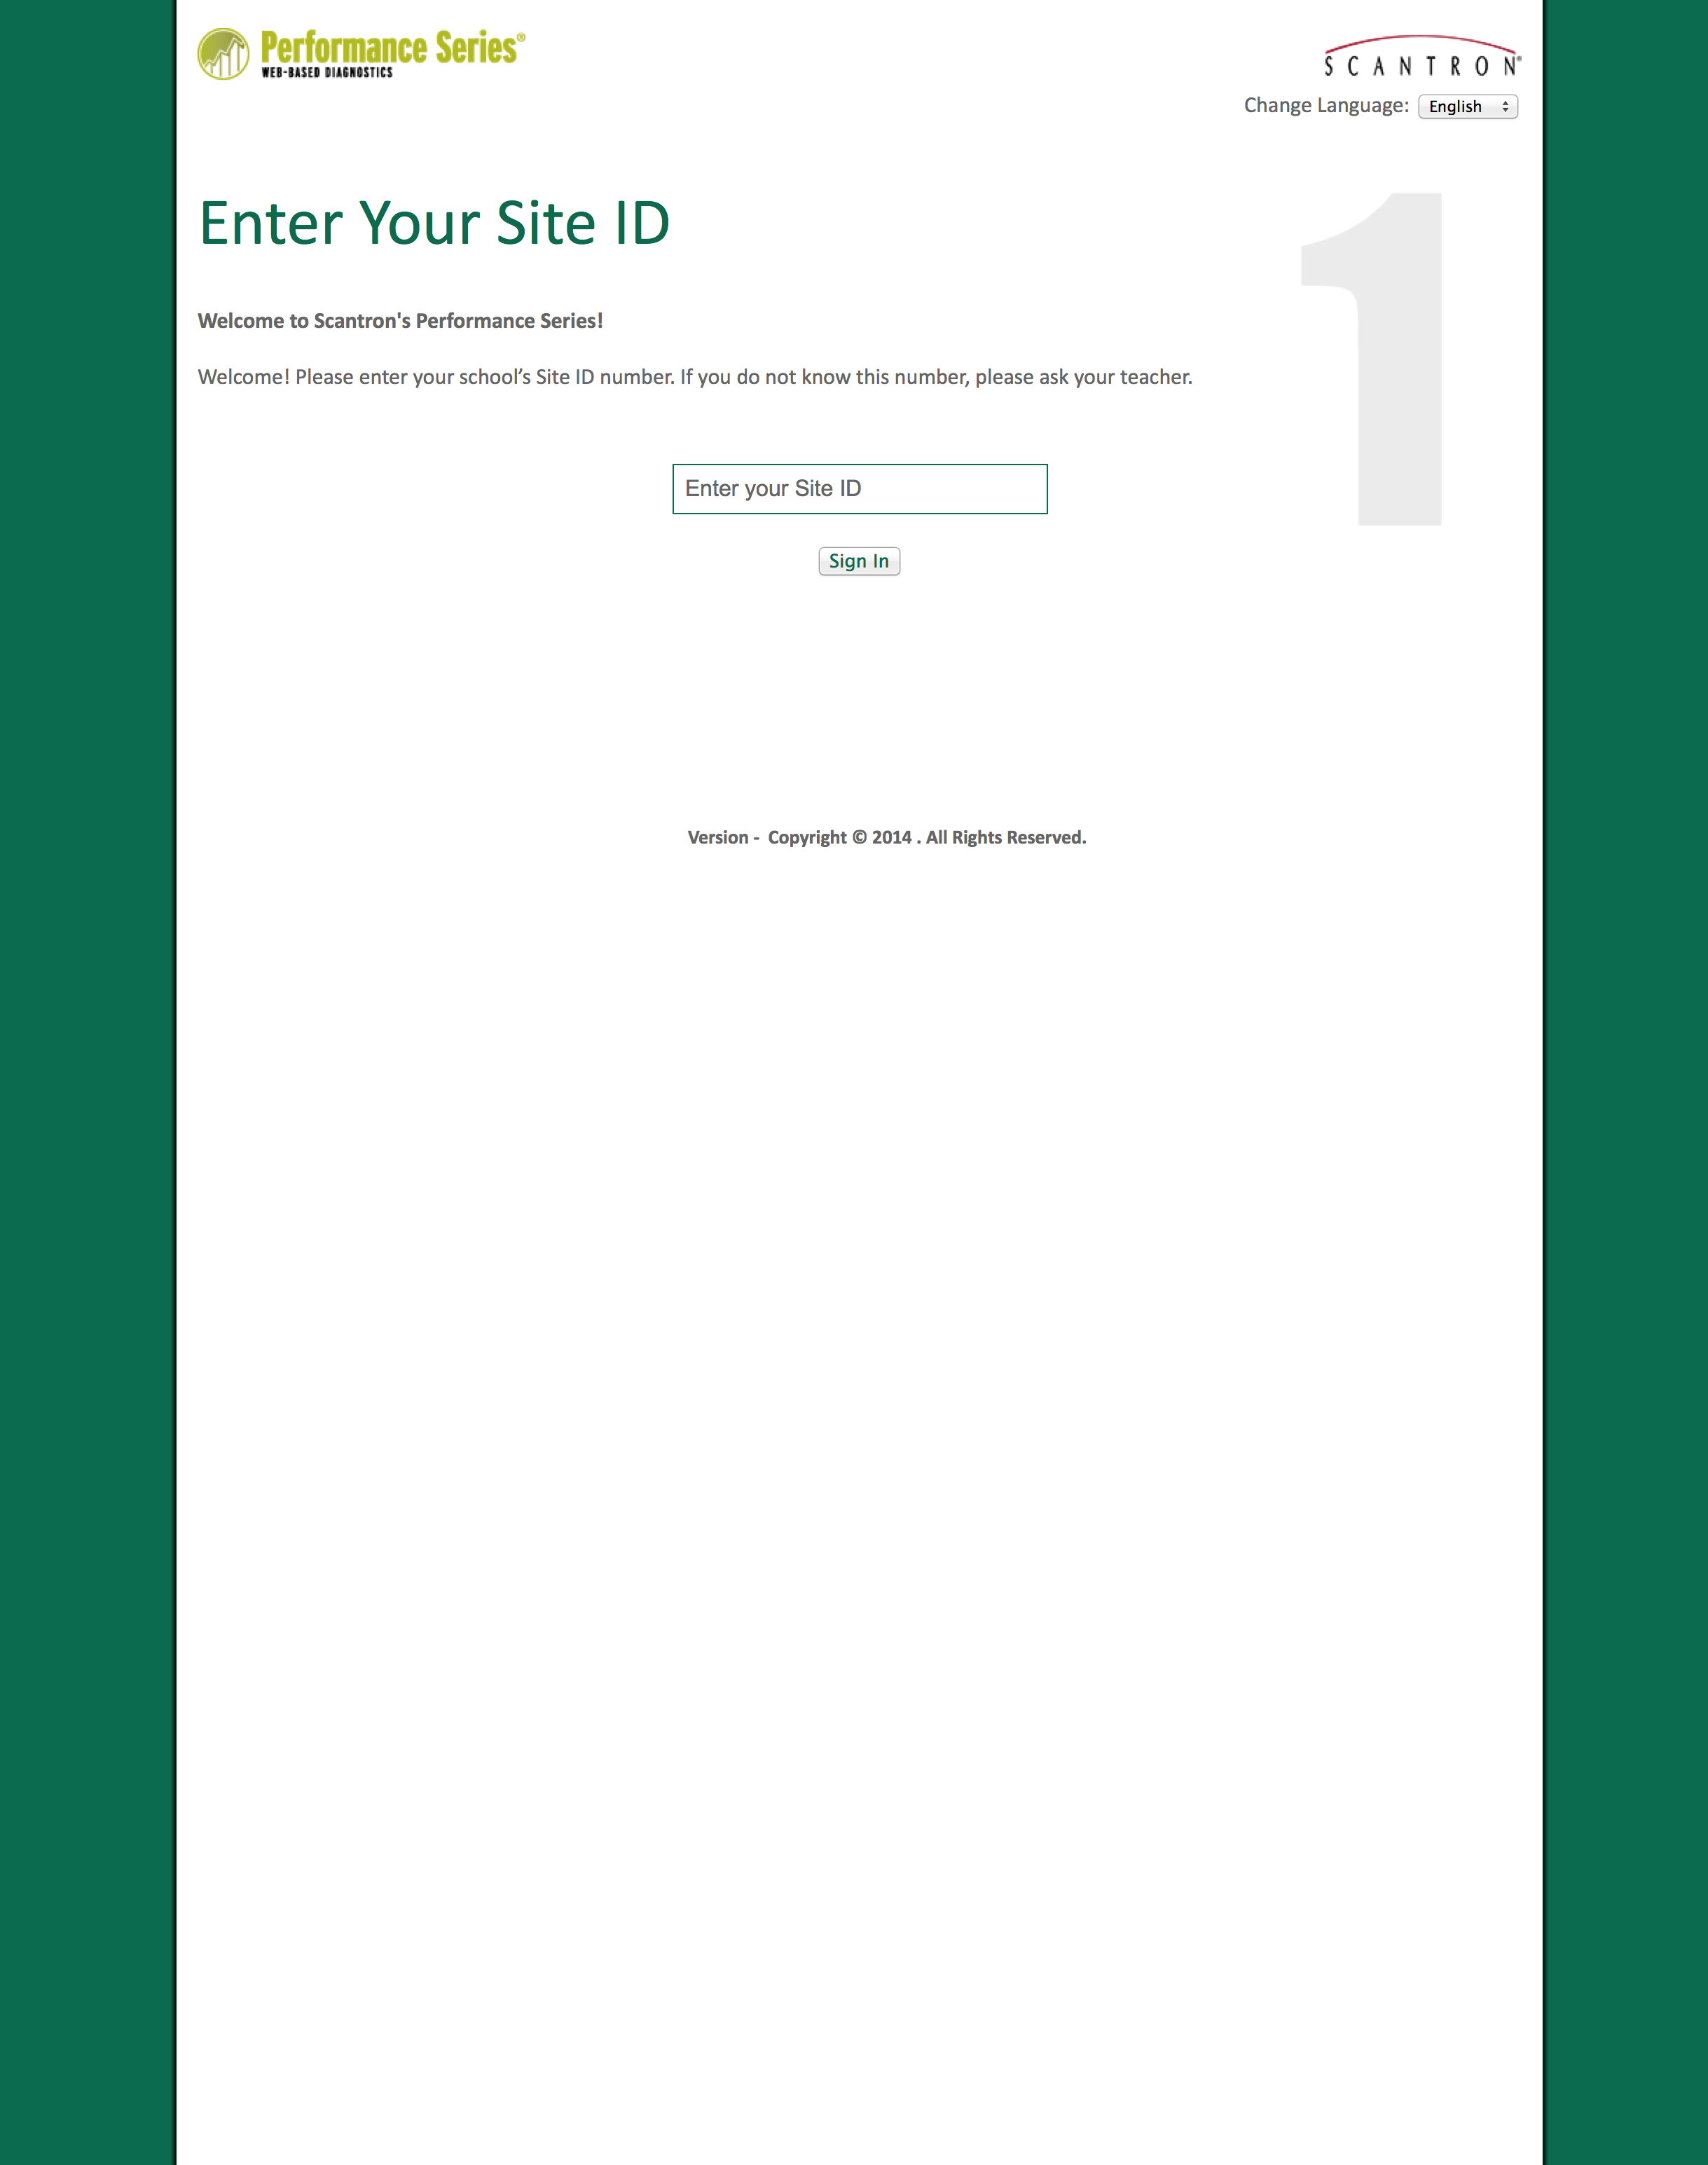 Performance Series®
WEB-BASED DIAGNOSTICS
SCANTRON®
Change Language: English
Enter Your Site ID
1
Welcome to Scantron's Performance Series!
Welcome! Please enter your school’s Site ID number. If you do not know this number, please ask your teacher.
Enter your Site ID
Sign In
Version -  Copyright © 2014 . All Rights Reserved.